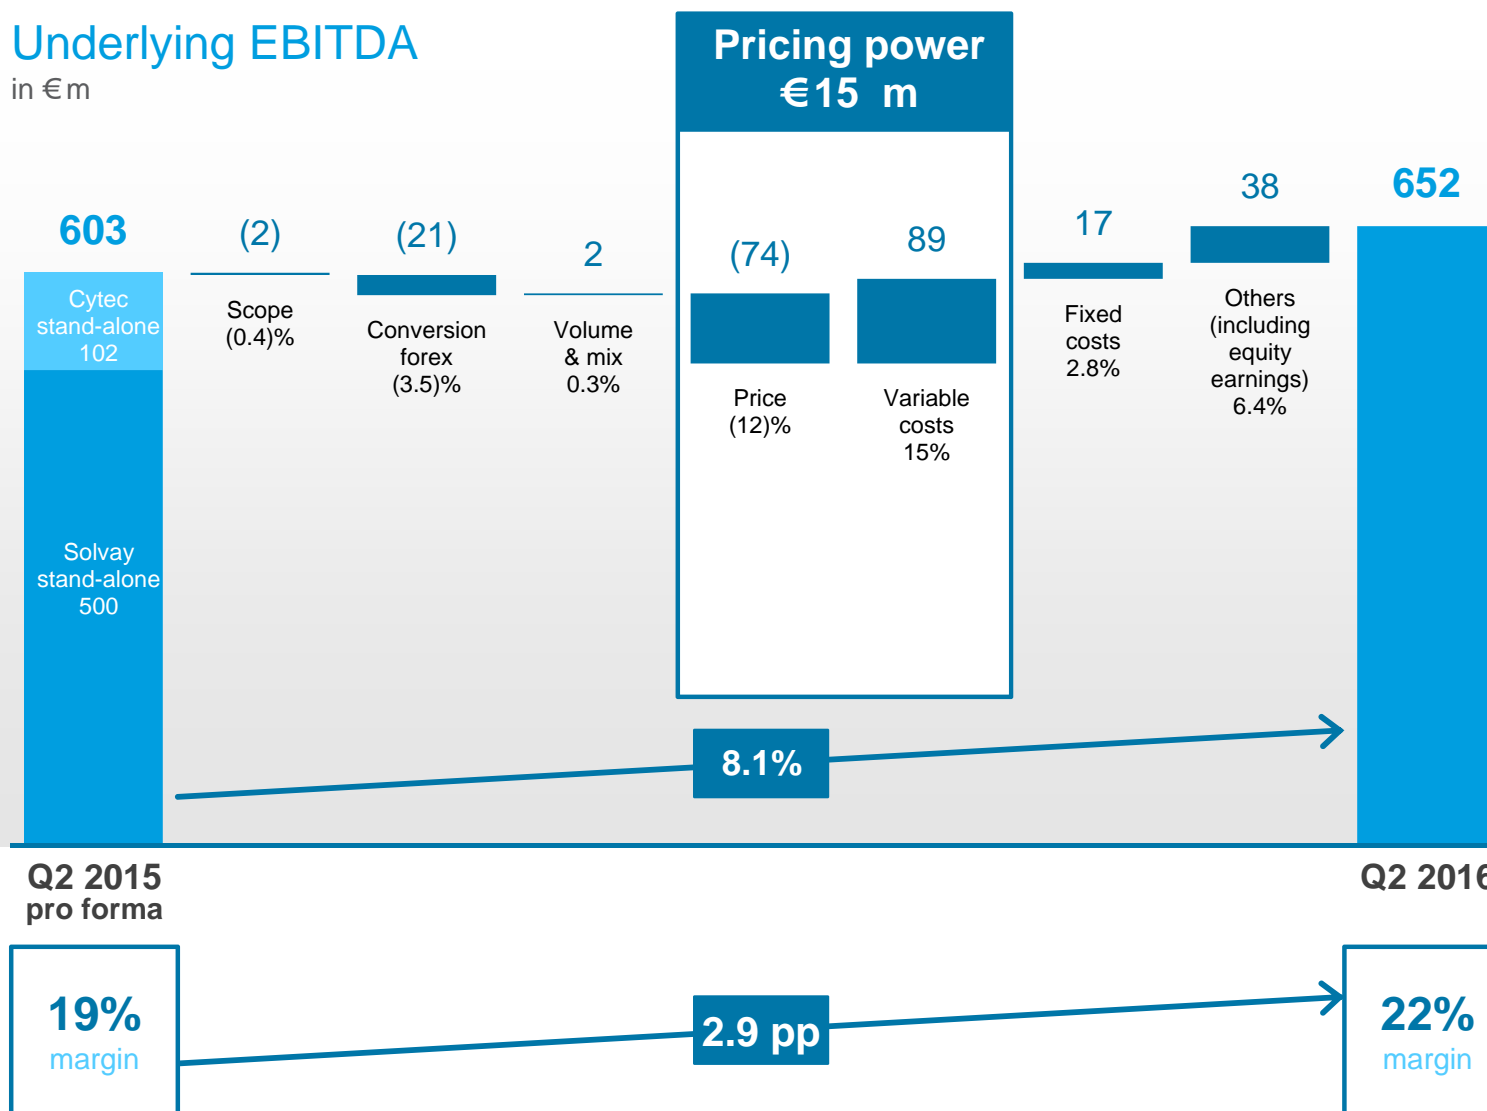 Underlying EBITDA
in €m
Pricing power
€15 m
603
(2)
(21)
2
(74)
89
17
38
652
Cytec
stand-alone
102
Solvay
stand-alone
500
Scope
(0.4)%
Conversion
forex
(3.5)%
Volume
& mix
0.3%
Price
(12)%
Variable
costs
15%
Fixed
costs
2.8%
Others
(including
equity
earnings)
6.4%
8.1%
Q2 2015
pro forma
Q2 2016
19%
margin
2.9 pp
22%
margin